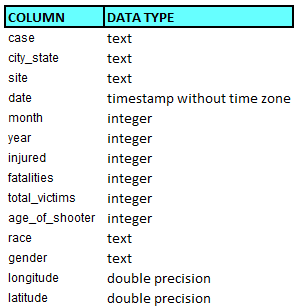 COLUMN DATA TYPE
case text
city_state text
site text
date timestamp without time zone
month integer
year integer
injured integer
fatalities integer
total_victims integer
age_of_shooter integer
race text
gender text
longitude double precision
latitude double precision